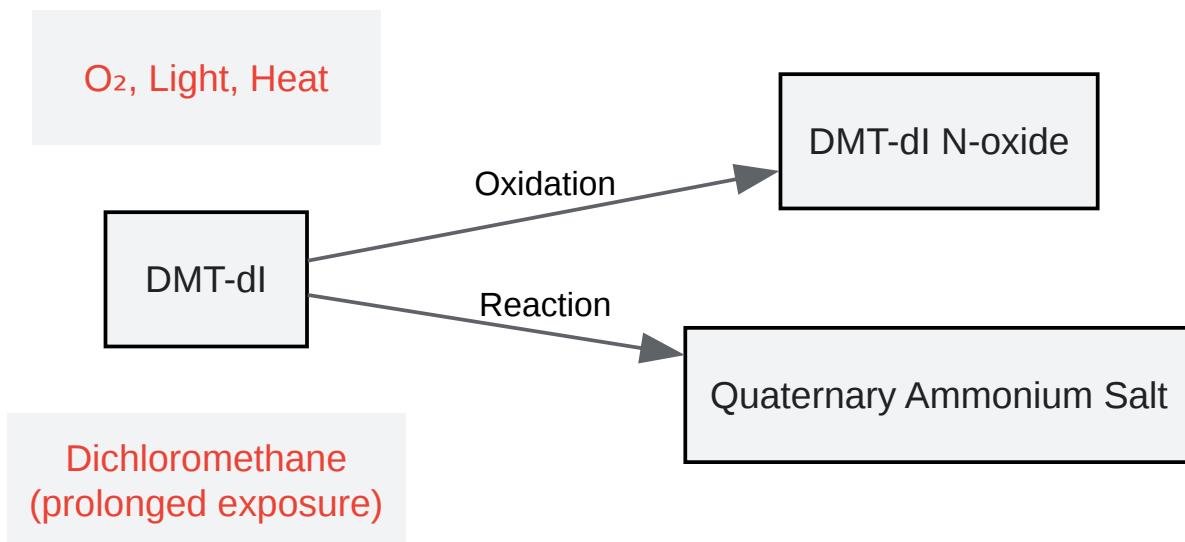 O₂, Light, Heat
DMT-dI N-oxide
Oxidation
DMT-dI
Reaction
Quaternary Ammonium Salt
Dichloromethane
(prolonged exposure)